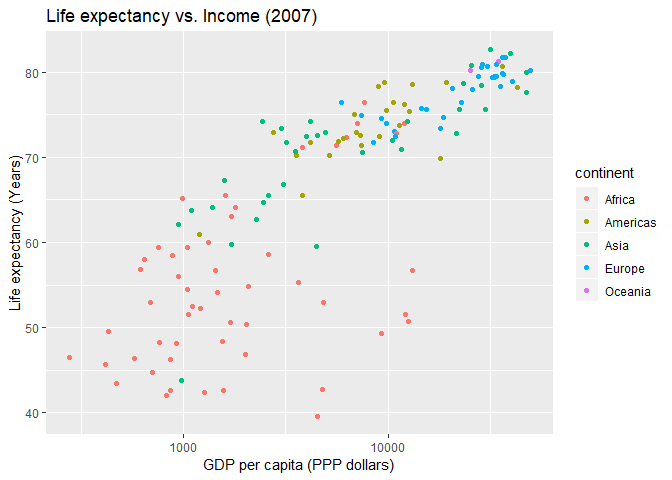 Life expectancy vs. Income (2007)
Life expectancy (Years)
80
70
60
50
40
1000
10000
GDP per capita (PPP dollars)
continent
Africa
Americas
Asia
Europe
Oceania